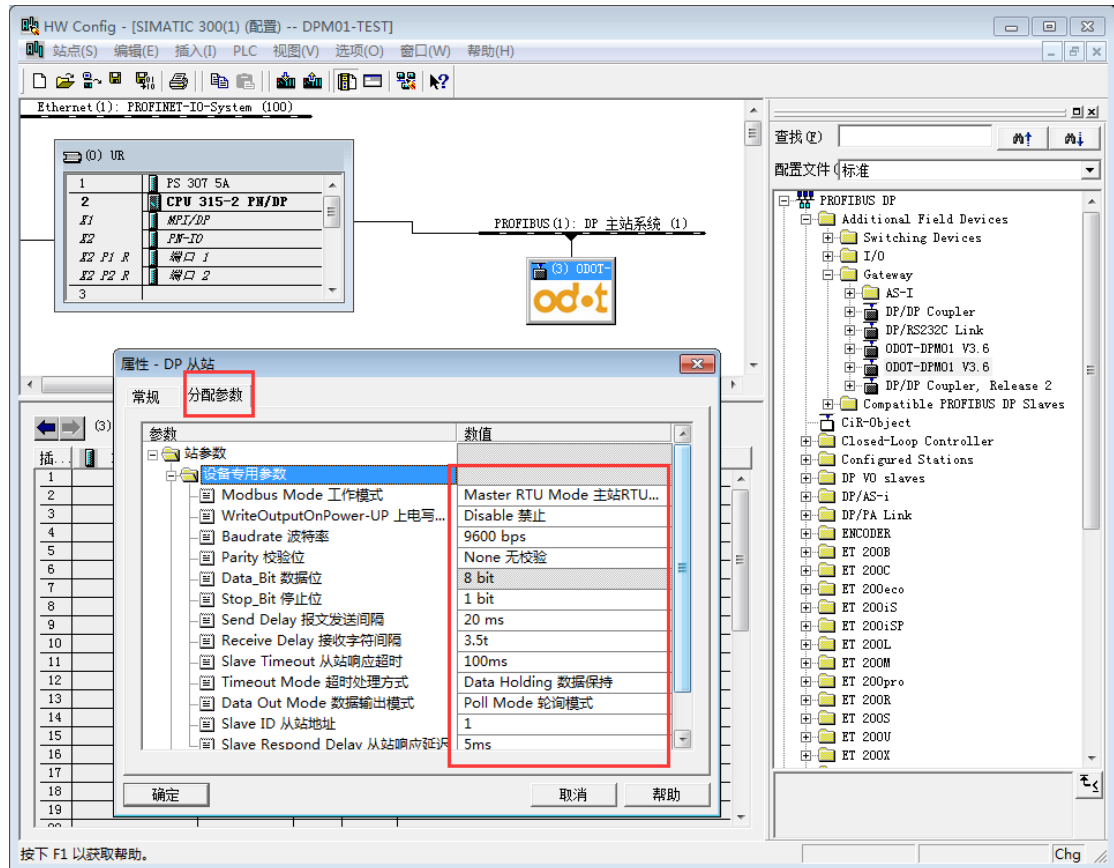 HW Config - [SIMATIC 300(1) (配置) -- DPM01-TEST]
站点(S) 编辑(E) 插入(I) PLC 视图(V) 选项(O) 窗口(W) 帮助(H)
Ethernet(1): PROFINET-IO-System (100)
(0) UR
1 PS 307 5A
2 CPU 315-2 PN/DP
X1 MPI/DP
X2 PN-IO
X2 P1 R 端口 1
X2 P2 R 端口 2
3
PROFIBUS(1): DP 主站系统 (1)
(3) ODOT-
odot
查找(F)
配置文件(
标准
PROFIBUS DP
Additional Field Devices
Switching Devices
I/O
Gateway
AS-I
DP/DP Coupler
DP/RS232C Link
ODOT-DPM01 V3.6
ODOT-DPM01 V3.6
DP/DP Coupler, Release 2
Compatible PROFIBUS DP Slaves
CiR-Object
Closed-Loop Controller
Configured Stations
DP V0 slaves
DP/AS-i
DP/PA Link
ENCODER
ET 200B
ET 200C
ET 200eco
ET 200iS
ET 200iSP
ET 200L
ET 200M
ET 200pro
ET 200R
ET 200S
ET 200U
ET 200X
(3)
插...
1
2
3
4
5
6
7
8
9
10
11
12
13
14
15
16
17
18
19
属性 - DP 从站
常规 分配参数
参数 数值
站参数
设备专用参数
Modbus Mode 工作模式 Master RTU Mode 主站RTU...
WriteOutputOnPower-UP 上电写... Disable 禁止
Baudrate 波特率 9600 bps
Parity 校验位 None 无校验
Data_Bit 数据位 8 bit
Stop_Bit 停止位 1 bit
Send Delay 报文发送间隔 20 ms
Receive Delay 接收字符间隔 3.5t
Slave Timeout 从站响应超时 100ms
Timeout Mode 超时处理方式 Data Holding 数据保持
Data Out Mode 数据输出模式 Poll Mode 轮询模式
Slave ID 从站地址 1
Slave Respond Delay 从站响应延迟 5ms
确定 取消 帮助
按下 F1 以获取帮助。
Chg